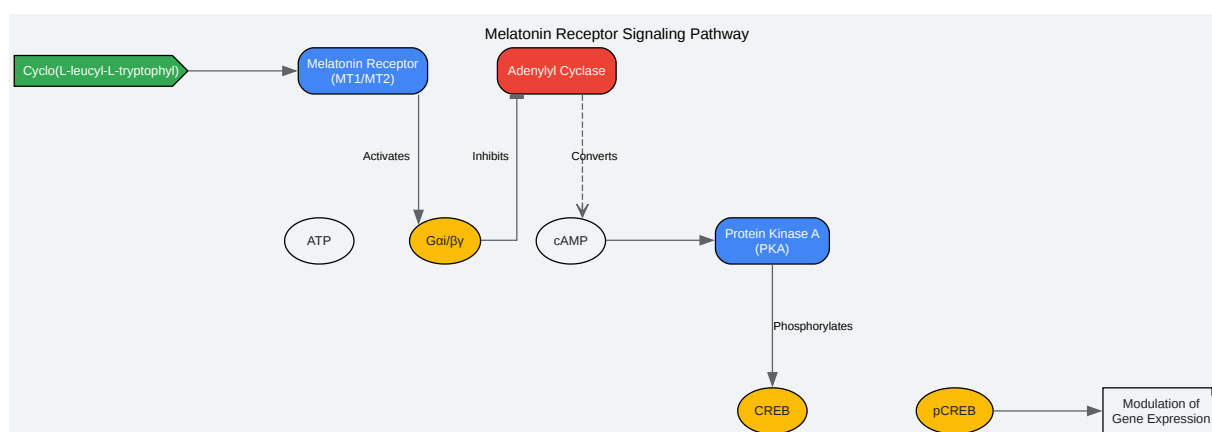 Melatonin Receptor Signaling Pathway
Cyclo(L-leucyl-L-tryptophyl)
Melatonin Receptor
(MT1/MT2)
Adenylyl Cyclase
Activates
Inhibits
Converts
ATP
Gαi/βγ
cAMP
Protein Kinase A
(PKA)
Phosphorylates
CREB
pCREB
Modulation of
Gene Expression